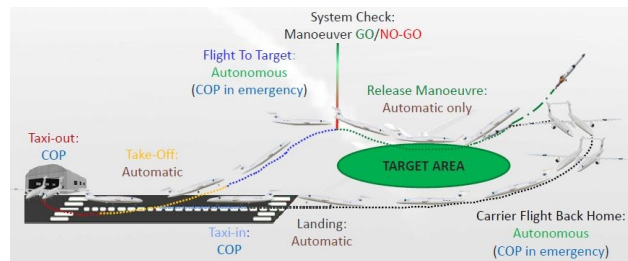 System Check:
Manoeuver GO/NO-GO
Flight To Target:
Autonomous
(COP in emergency)
Release Manoeuvre:
Automatic only
Taxi-out:
COP
Take-Off:
Automatic
TARGET AREA
Taxi-in:
COP
Landing:
Automatic
Carrier Flight Back Home:
Autonomous
(COP in emergency)